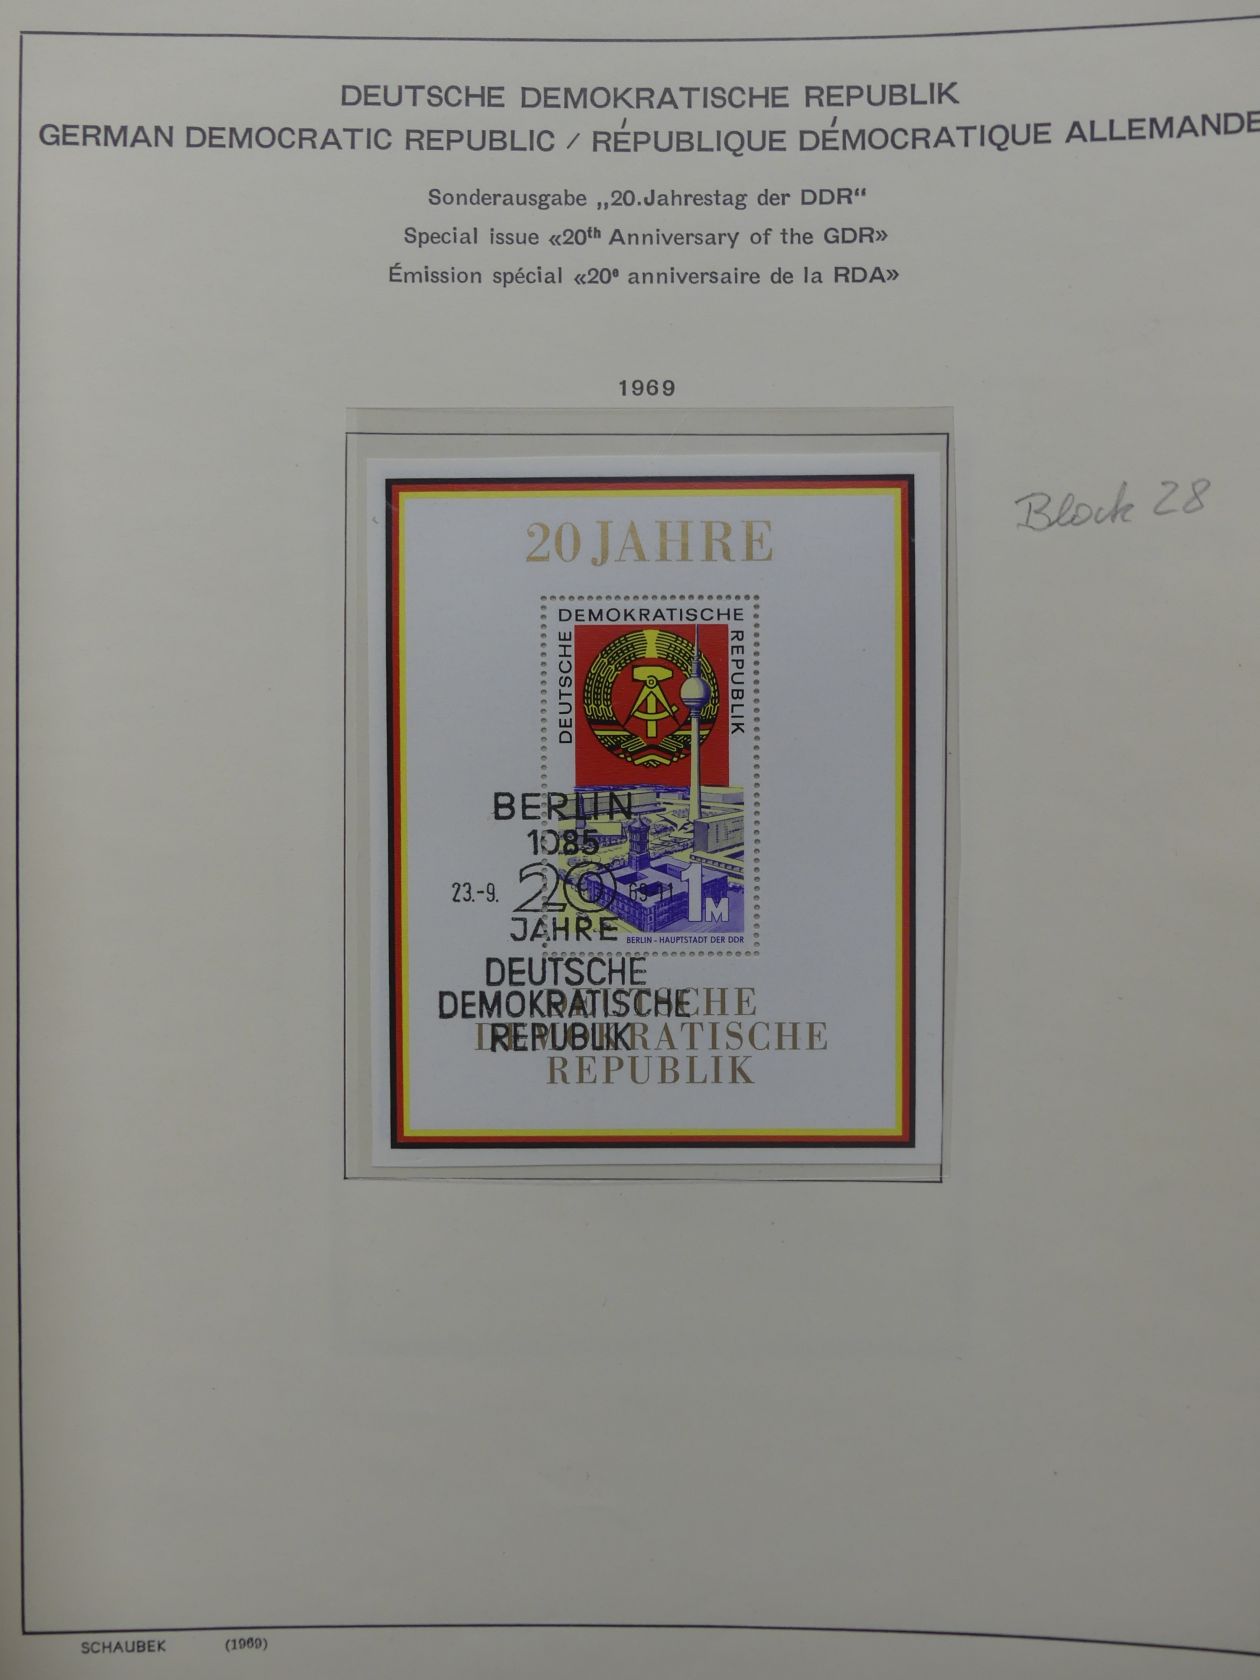 DEUTSCHE DEMOKRATISCHE REPUBLIK
GERMAN DEMOCRATIC REPUBLIC / RÉPUBLIQUE DÉMOCRATIQUE ALLEMANDE
Sonderausgabe „20.Jahrestag der DDR“
Special issue «20th Anniversary of the GDR»
Émission spécial «20e anniversaire de la RDA»
1969
Block 28
20 JAHRE
DEUTSCHE DEMOKRATISCHE REPUBLIK
1M
BERLIN - HAUPTSTADT DER DDR
BERLIN
1085
23.-9. 20 69-11
JAHRE
DEUTSCHE
DEMOKRATISCHE
REPUBLIK
DEUTSCHE
DEMOKRATISCHE
REPUBLIK
SCHAUBEK (1969)